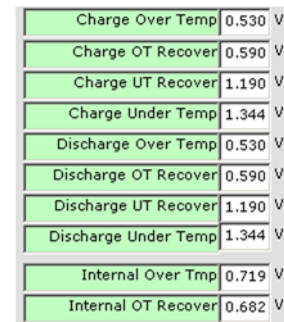 Charge Over Temp 0.530 V
Charge OT Recover 0.590 V
Charge UT Recover 1.190 V
Charge Under Temp 1.344 V
Discharge Over Temp 0.530 V
Discharge OT Recover 0.590 V
Discharge UT Recover 1.190 V
Discharge Under Temp 1.344 V
Internal Over Tmp 0.719 V
Internal OT Recover 0.682 V